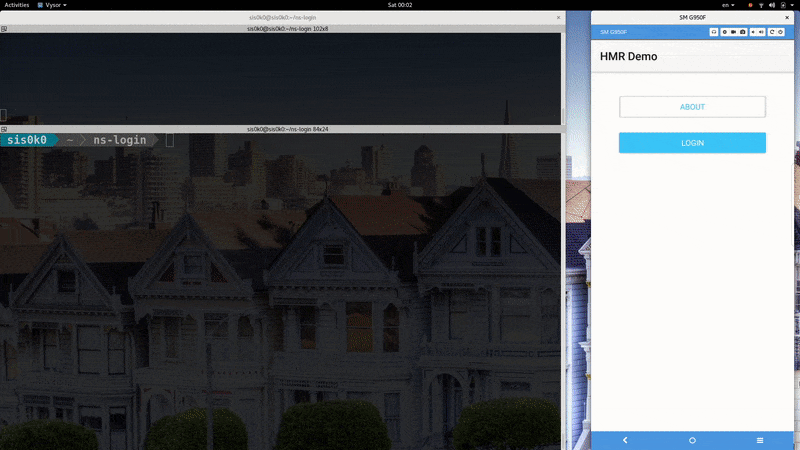 Activities Vysor Sat 00:02 en
sis0k0@sis0k0:~/ns-login
sis0k0@sis0k0:~/ns-login 102x8
sis0k0@sis0k0:~/ns-login 84x24
sis0k0 ~ ns-login
SM G950F
SM G950F
HMR Demo
ABOUT
LOGIN